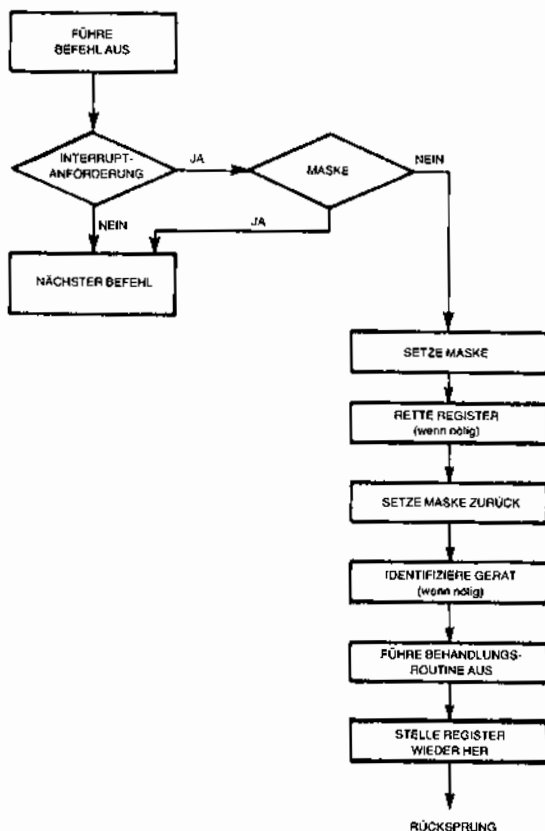 FÜHRE
BEFEHL AUS
INTERRUPT-
ANFORDERUNG
JA
MASKE
NEIN
NEIN
JA
NÄCHSTER BEFEHL
SETZE MASKE
RETTE REGISTER
(wenn nötig)
SETZE MASKE ZURÜCK
IDENTIFIZIERE GERÄT
(wenn nötig)
FÜHRE BEHANDLUNGS-
ROUTINE AUS
STELLE REGISTER
WIEDER HER
RÜCKSPRUNG